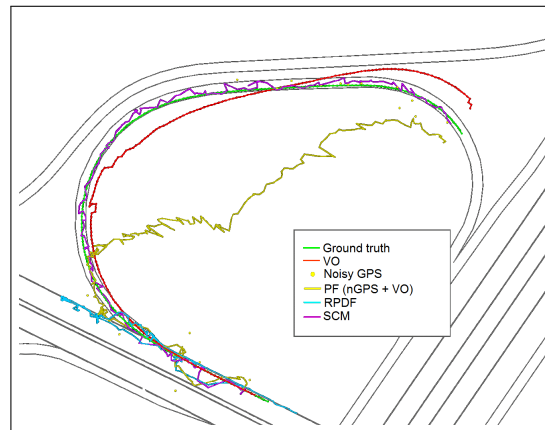 Ground truth
VO
Noisy GPS
PF (nGPS + VO)
RPDF
SCM